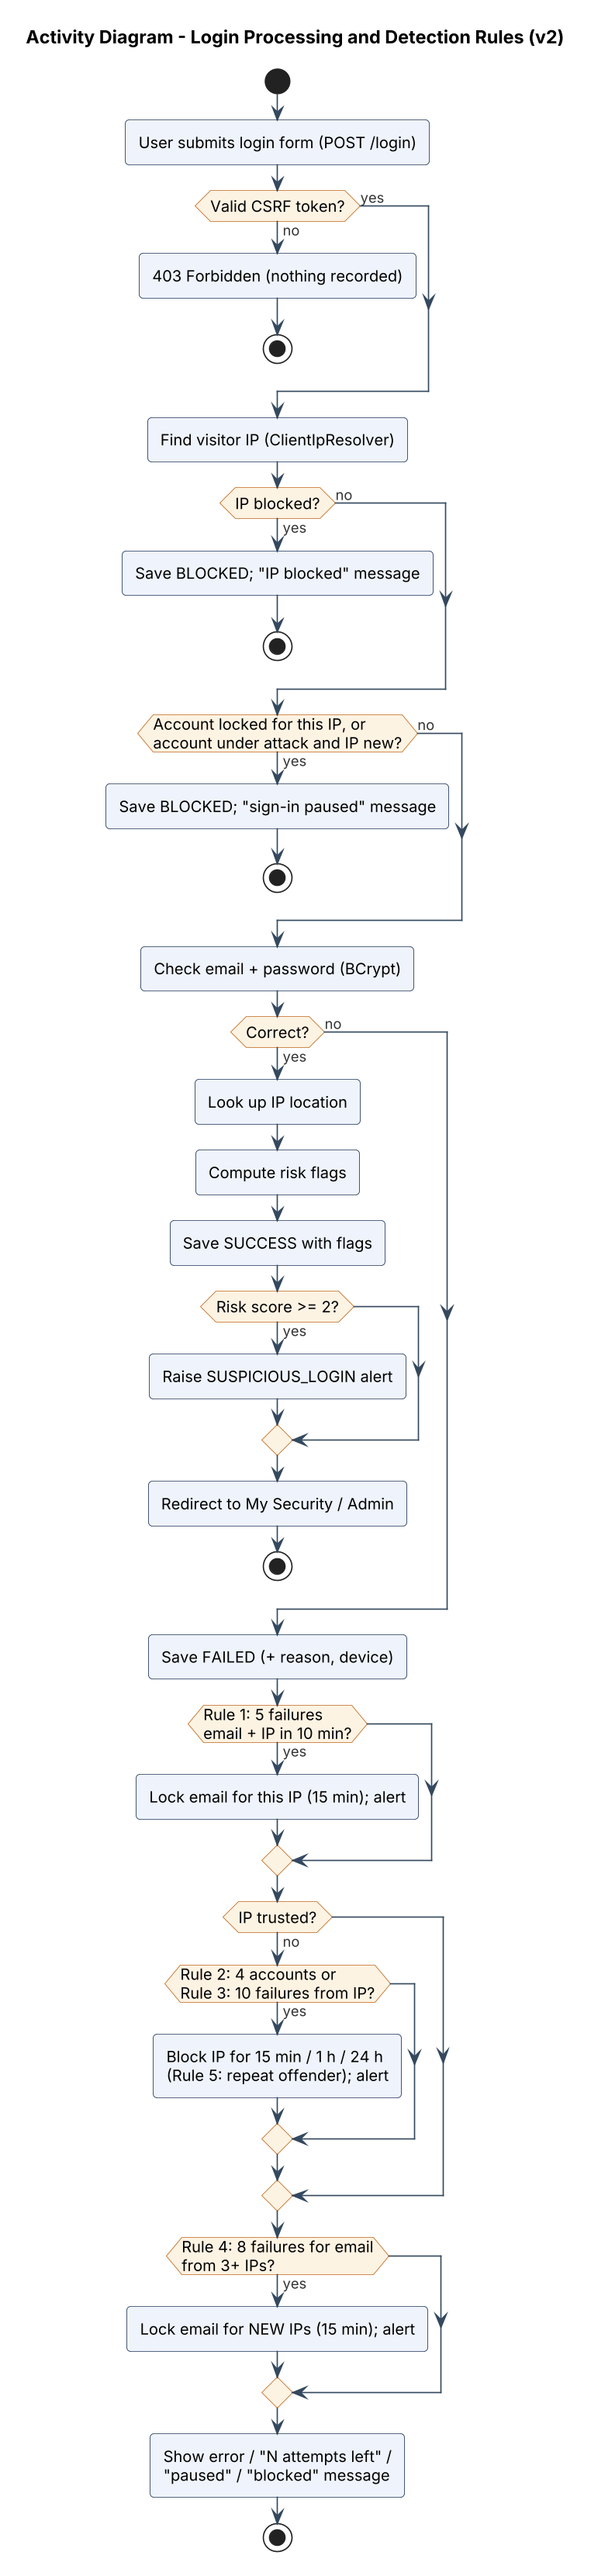 Activity Diagram - Login Processing and Detection Rules (v2)
User submits login form (POST /login)
Valid CSRF token?
yes
no
403 Forbidden (nothing recorded)
Find visitor IP (ClientIpResolver)
IP blocked?
no
yes
Save BLOCKED; "IP blocked" message
Account locked for this IP, or
account under attack and IP new?
no
yes
Save BLOCKED; "sign-in paused" message
Check email + password (BCrypt)
Correct?
no
yes
Look up IP location
Compute risk flags
Save SUCCESS with flags
Risk score >= 2?
yes
Raise SUSPICIOUS_LOGIN alert
Redirect to My Security / Admin
Save FAILED (+ reason, device)
Rule 1: 5 failures
email + IP in 10 min?
yes
Lock email for this IP (15 min); alert
IP trusted?
no
Rule 2: 4 accounts or
Rule 3: 10 failures from IP?
yes
Block IP for 15 min / 1 h / 24 h
(Rule 5: repeat offender); alert
Rule 4: 8 failures for email
from 3+ IPs?
yes
Lock email for NEW IPs (15 min); alert
Show error / "N attempts left" /
"paused" / "blocked" message